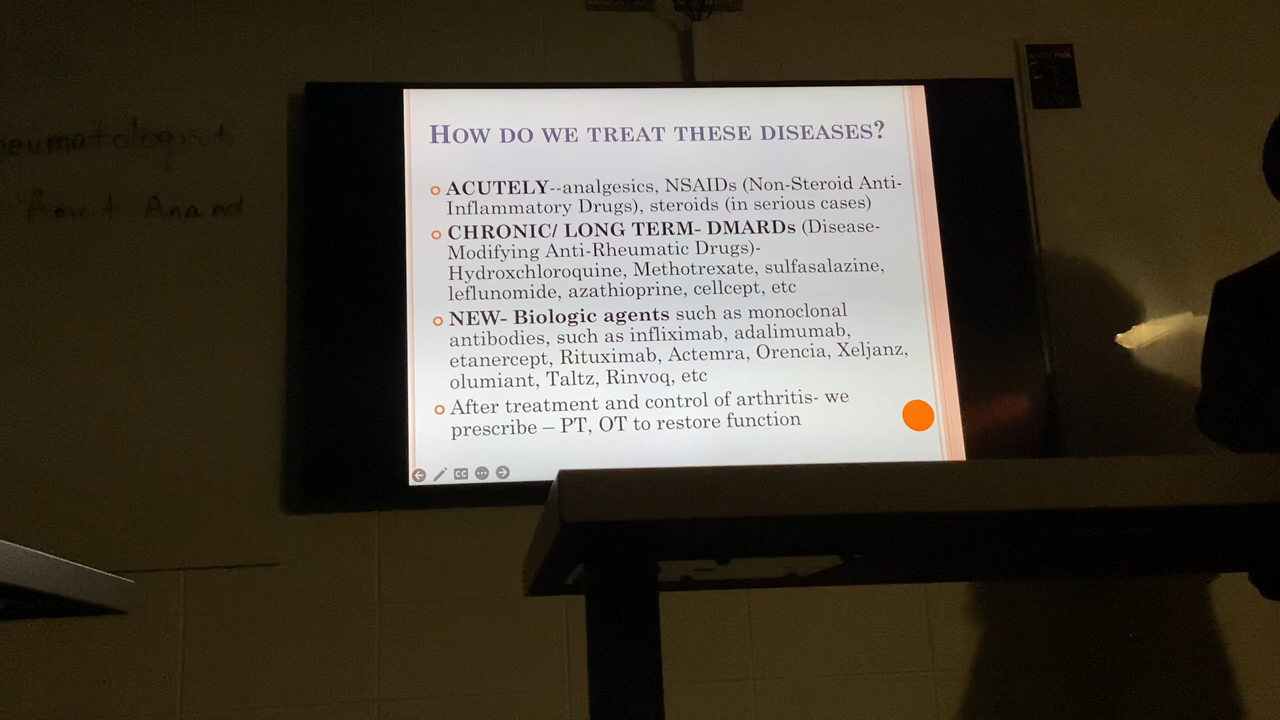 HOW DO WE TREAT THESE DISEASES?
ACUTELY--analgesics, NSAIDs (Non-Steroid Anti-
Inflammatory Drugs), steroids (in serious cases)
CHRONIC/ LONG TERM- DMARDs (Disease-
Modifying Anti-Rheumatic Drugs)-
Hydroxchloroquine, Methotrexate, sulfasalazine,
leflunomide, azathioprine, cellcept, etc
NEW- Biologic agents such as monoclonal
antibodies, such as infliximab, adalimumab,
etanercept, Rituximab, Actemra, Orencia, Xeljanz,
olumiant, Taltz, Rinvoq, etc
After treatment and control of arthritis- we
prescribe – PT, OT to restore function
CC
eumatologist
Anand